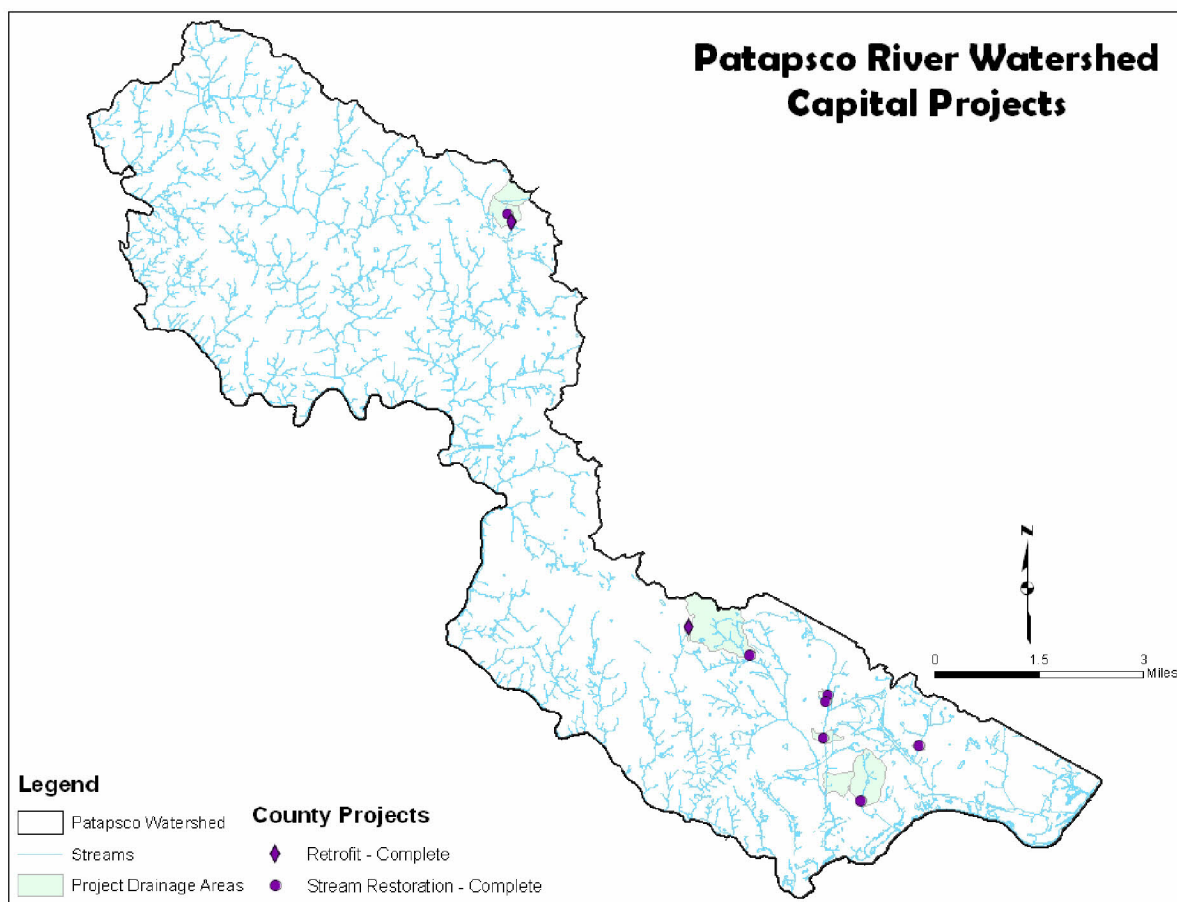 Patapsco River Watershed
Capital Projects
N
0 1.5 3
Miles
Legend
Patapsco Watershed
Streams
Project Drainage Areas
County Projects
Retrofit - Complete
Stream Restoration - Complete